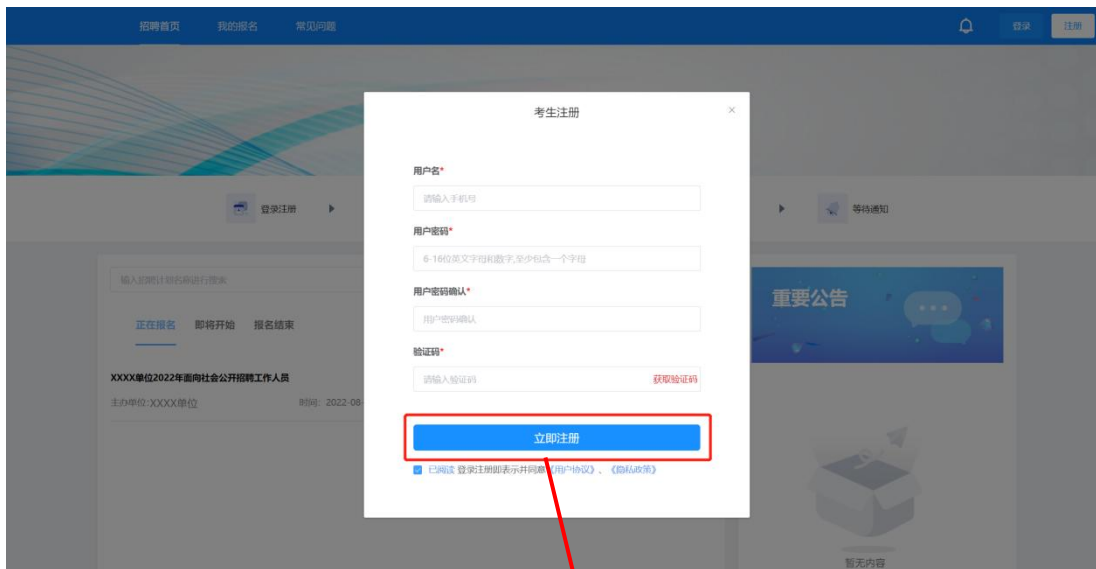 招聘首页 我的报名 常见问题 登录 注册
考生注册 ×
用户名*
请输入手机号
登录注册 等待通知
用户密码*
6-16位英文字母和数字,至少包含一个字母
输入招聘计划名称进行搜索
用户密码确认*
重要公告
用户密码确认
正在报名 即将开始 报名结束
验证码*
XXXX单位2022年面向社会公开招聘工作人员
请输入验证码 获取验证码
主办单位:XXXX单位 时间: 2022-08-
立即注册
已阅读 登录注册即表示并同意《用户协议》、《隐私政策》
暂无内容